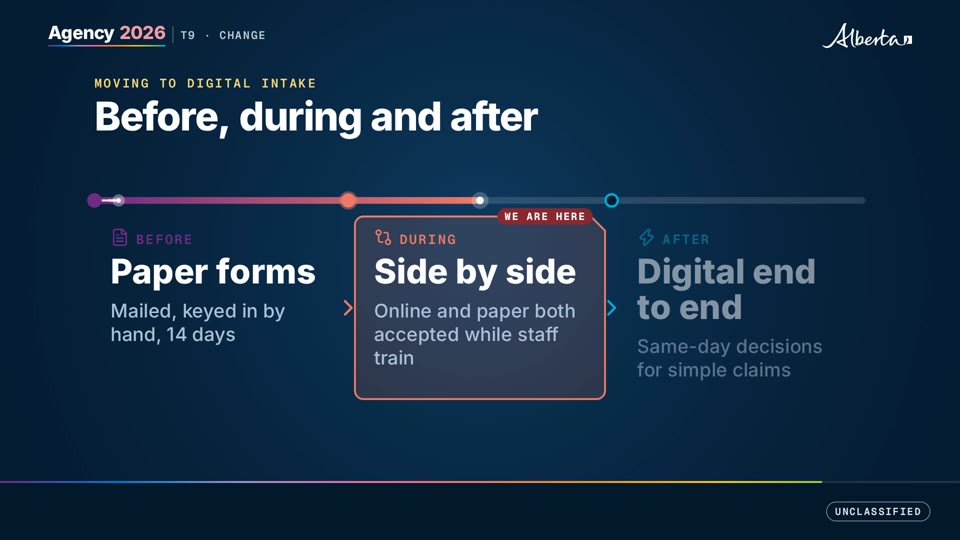 Agency 2026
T9 · CHANGE
Alberta
MOVING TO DIGITAL INTAKE
Before, during and after
WE ARE HERE
BEFORE
Paper forms
Mailed, keyed in by
hand, 14 days
DURING
Side by side
Online and paper both
accepted while staff
train
AFTER
Digital end
to end
Same-day decisions
for simple claims
UNCLASSIFIED